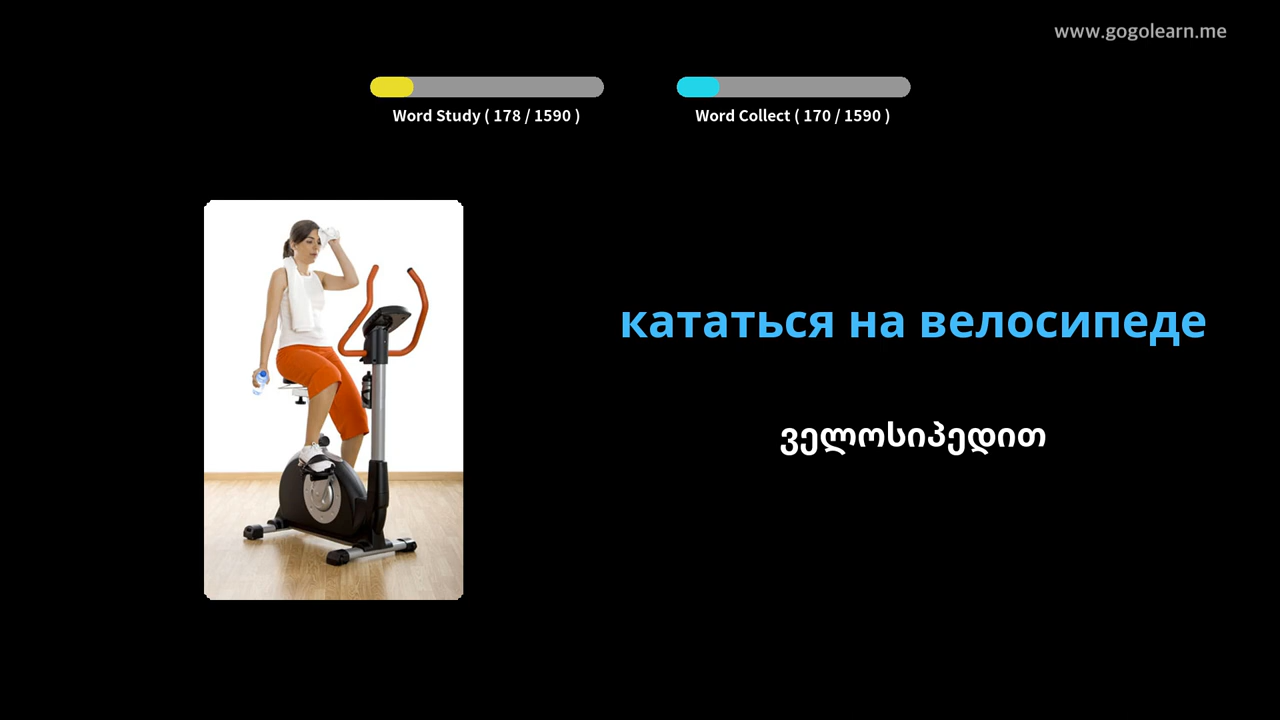 www.gogolearn.me
Word Study ( 178 / 1590 )
Word Collect ( 170 / 1590 )
кататься на велосипеде
ველოსიპედით